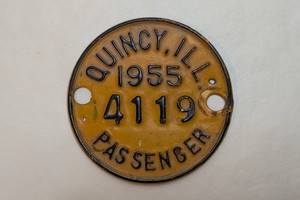 QUINCY, ILL.
1955
4119
PASSENGER